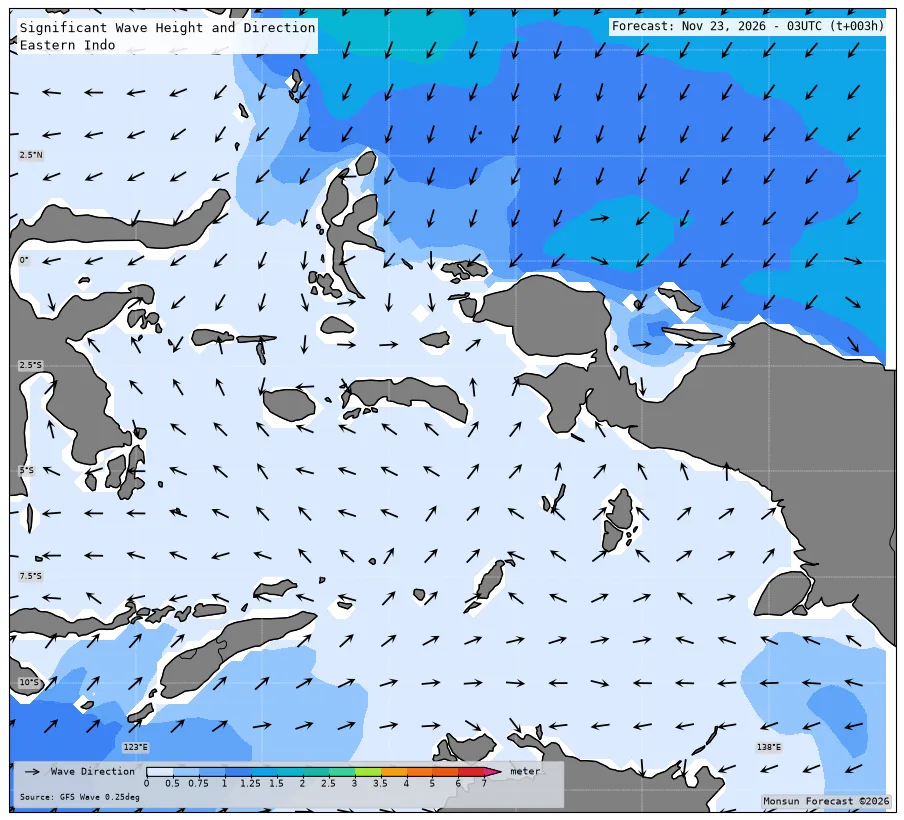 Significant Wave Height and Direction
Eastern Indo
Forecast: Nov 23, 2026 - 03UTC (t+003h)
2.5°N
0°
2.5°S
5°S
7.5°S
10°S
123°E
138°E
Wave Direction
meter
0 0.5 0.75 1 1.25 1.5 2 2.5 3 3.5 4 5 6 7
Source: GFS Wave 0.25deg
Monsun Forecast ©2026